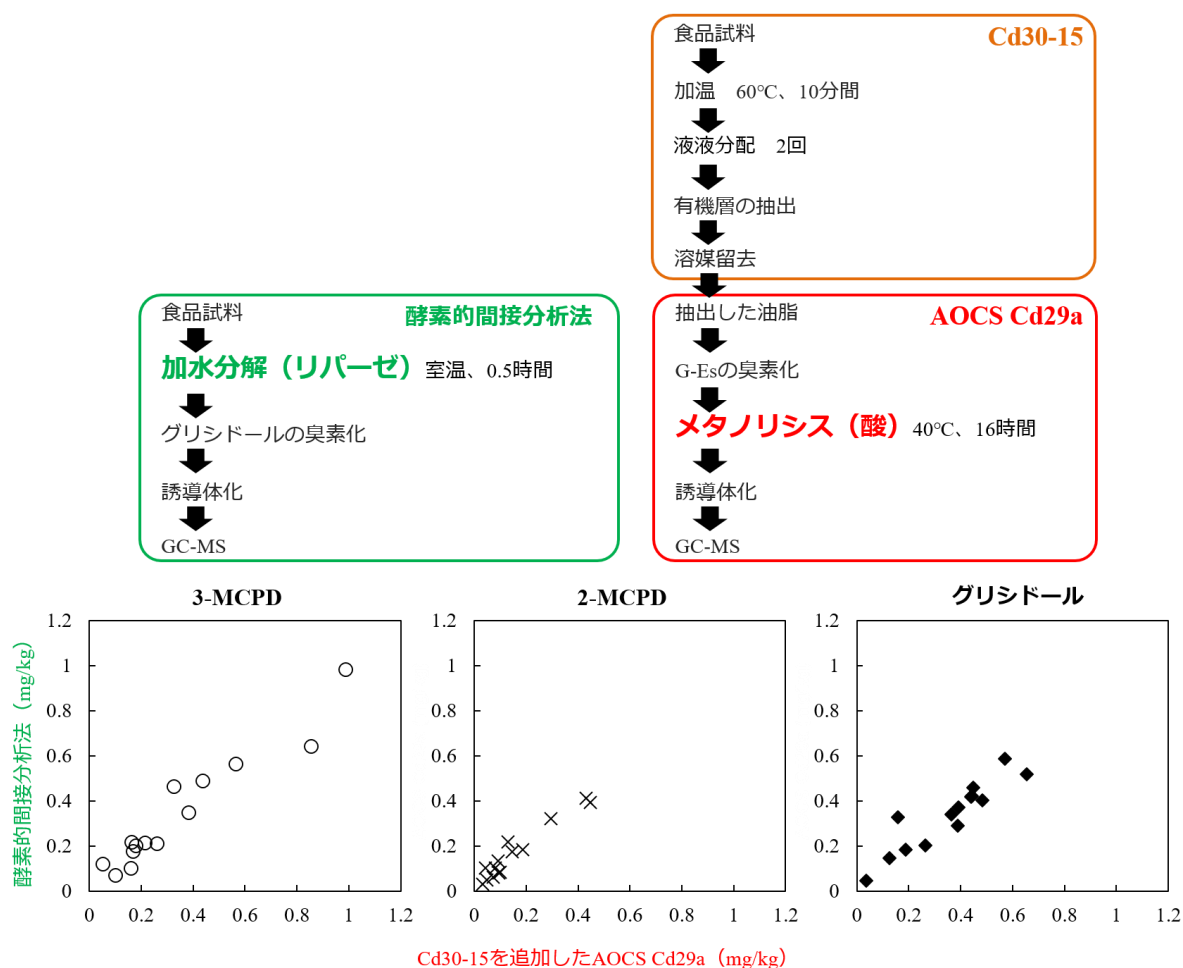 Cd30-15
食品試料
加温　60℃、10分間
液液分配　2回
有機層の抽出
溶媒留去
酵素的間接分析法
食品試料
加水分解（リパーゼ）室温、0.5時間
グリシドールの臭素化
誘導体化
GC-MS
AOCS Cd29a
抽出した油脂
G-Esの臭素化
メタノリシス（酸）40℃、16時間
誘導体化
GC-MS
酵素的間接分析法（mg/kg）
3-MCPD
1.2
1
0.8
0.6
0.4
0.2
0
0 0.2 0.4 0.6 0.8 1 1.2
2-MCPD
1.2
1
0.8
0.6
0.4
0.2
0
0 0.2 0.4 0.6 0.8 1 1.2
グリシドール
1.2
1
0.8
0.6
0.4
0.2
0
0 0.2 0.4 0.6 0.8 1 1.2
Cd30-15を追加したAOCS Cd29a（mg/kg）